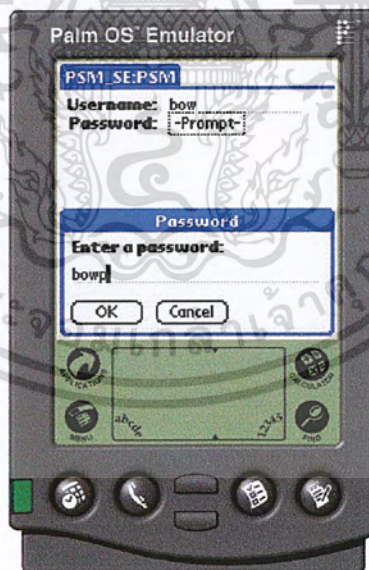 Palm OS™ Emulator
PSM_SE:PSM
Username: bow
Password: -Prompt-
Password
Enter a password:
bowp
OK Cancel
APPLICATIONS
CALCULATOR
MENU
abcde
12345
FIND